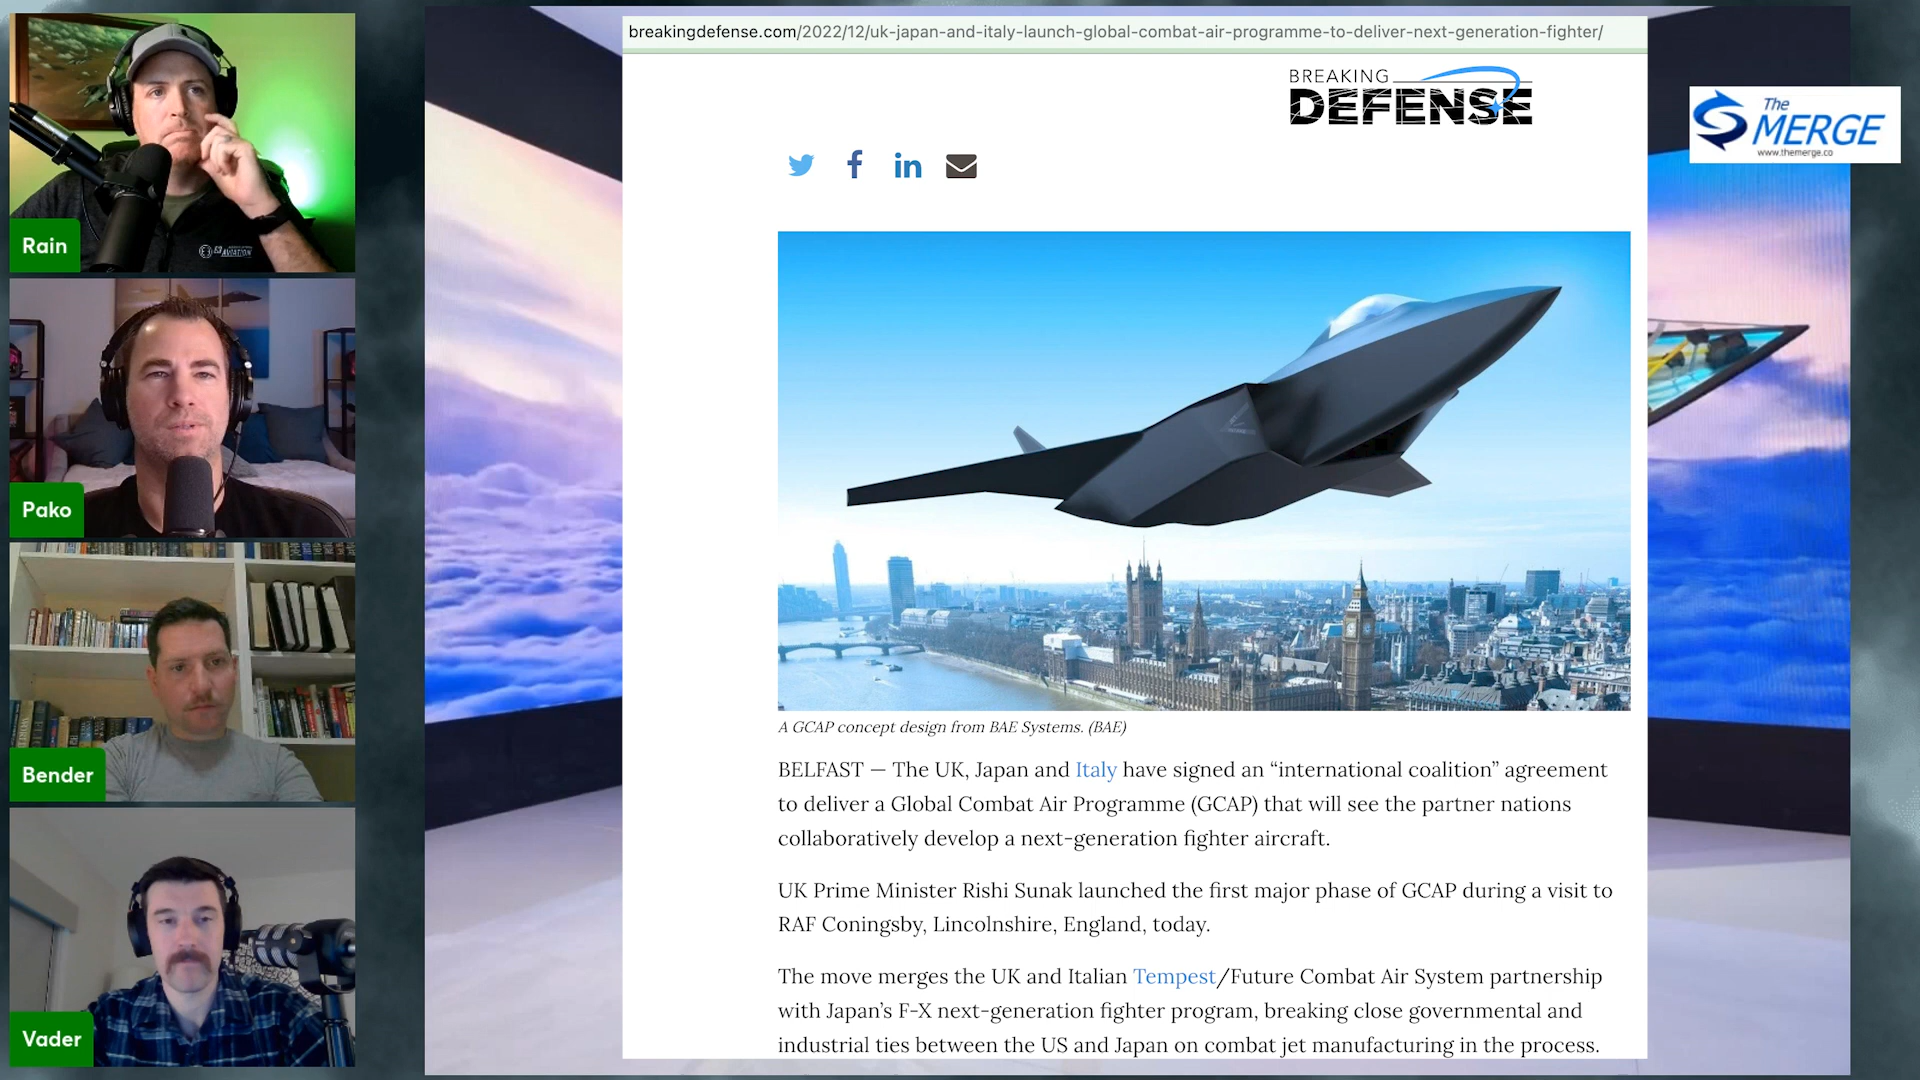 breakingdefense.com/2022/12/uk-japan-and-italy-launch-global-combat-air-programme-to-deliver-next-generation-fighter/
BREAKING
DEFENSE
The
MERGE
www.themerge.co
Rain
AVIATION
Pako
Bender
Vader
A GCAP concept design from BAE Systems. (BAE)
BELFAST — The UK, Japan and Italy have signed an “international coalition” agreement
to deliver a Global Combat Air Programme (GCAP) that will see the partner nations
collaboratively develop a next-generation fighter aircraft.
UK Prime Minister Rishi Sunak launched the first major phase of GCAP during a visit to
RAF Coningsby, Lincolnshire, England, today.
The move merges the UK and Italian Tempest/Future Combat Air System partnership
with Japan’s F-X next-generation fighter program, breaking close governmental and
industrial ties between the US and Japan on combat jet manufacturing in the process.